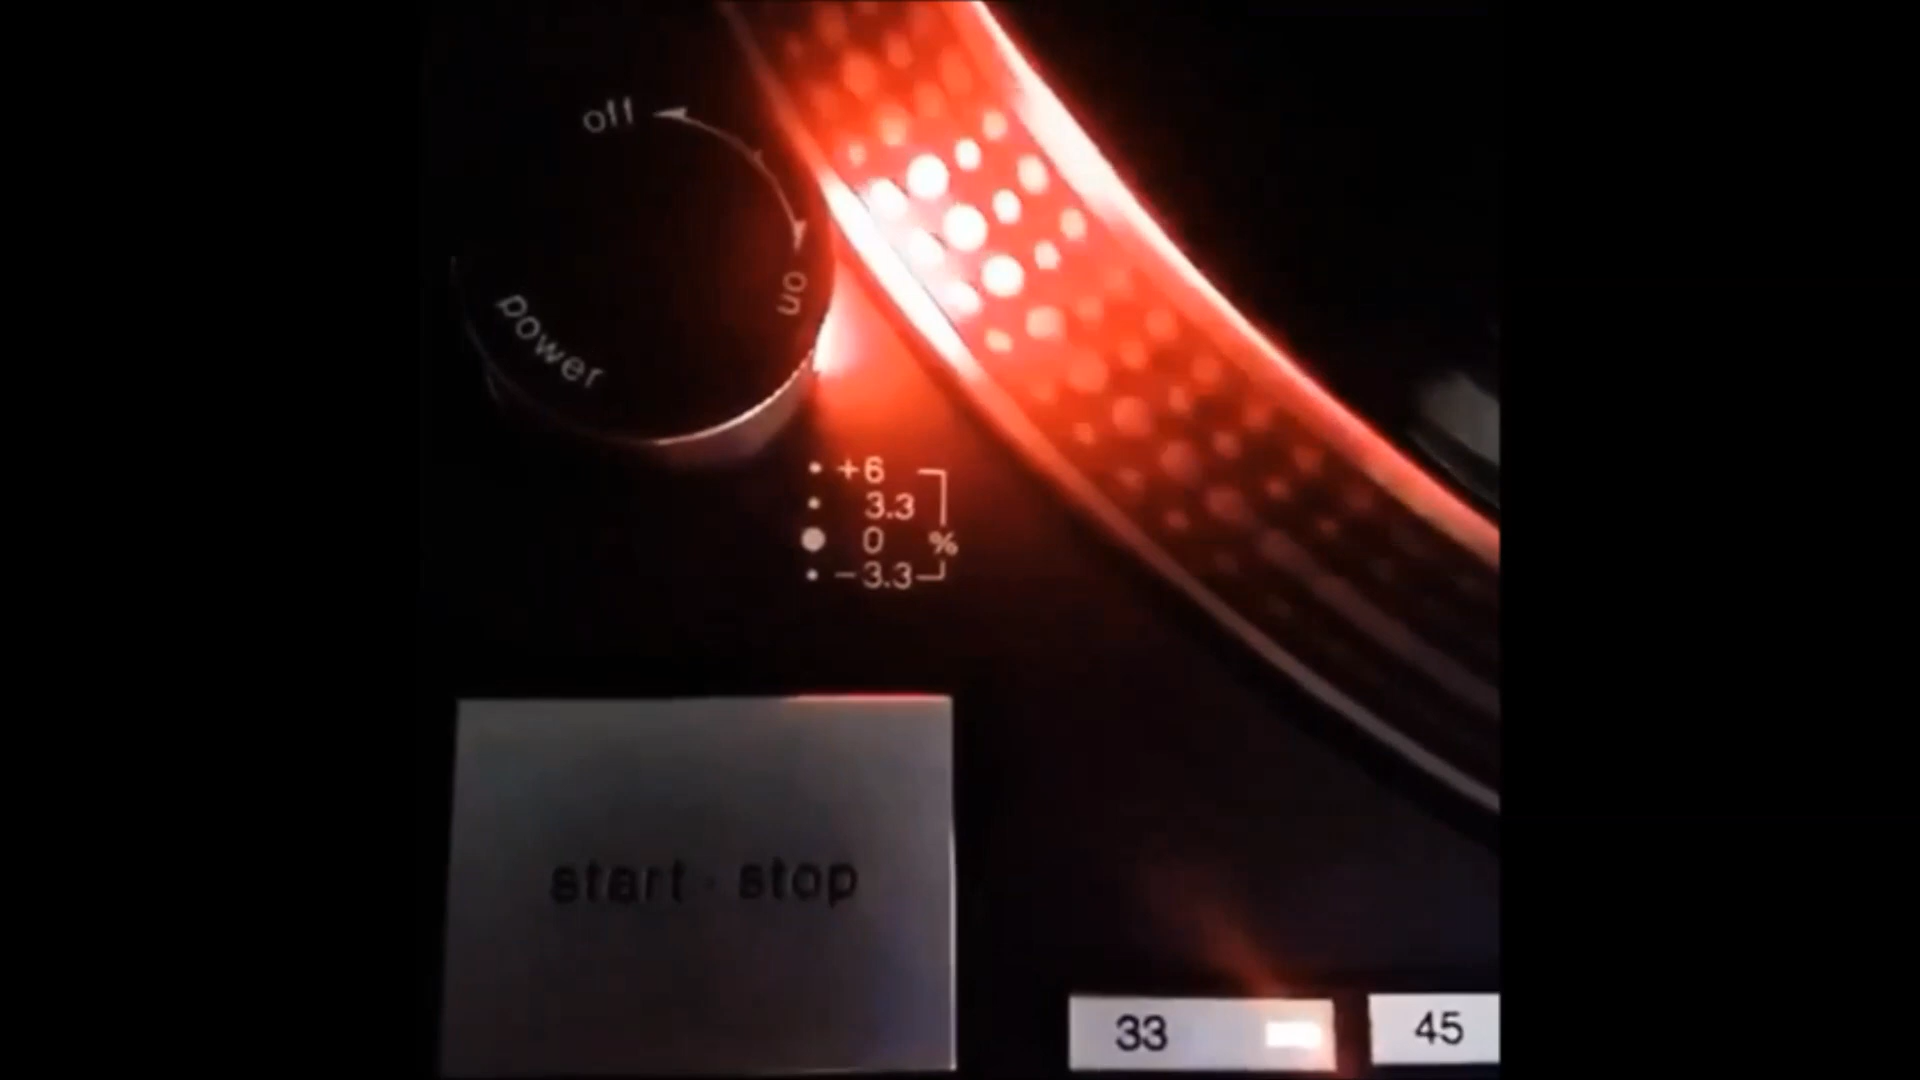 off
on
power
+6
3.3
0 %
−3.3
start · stop
33
45